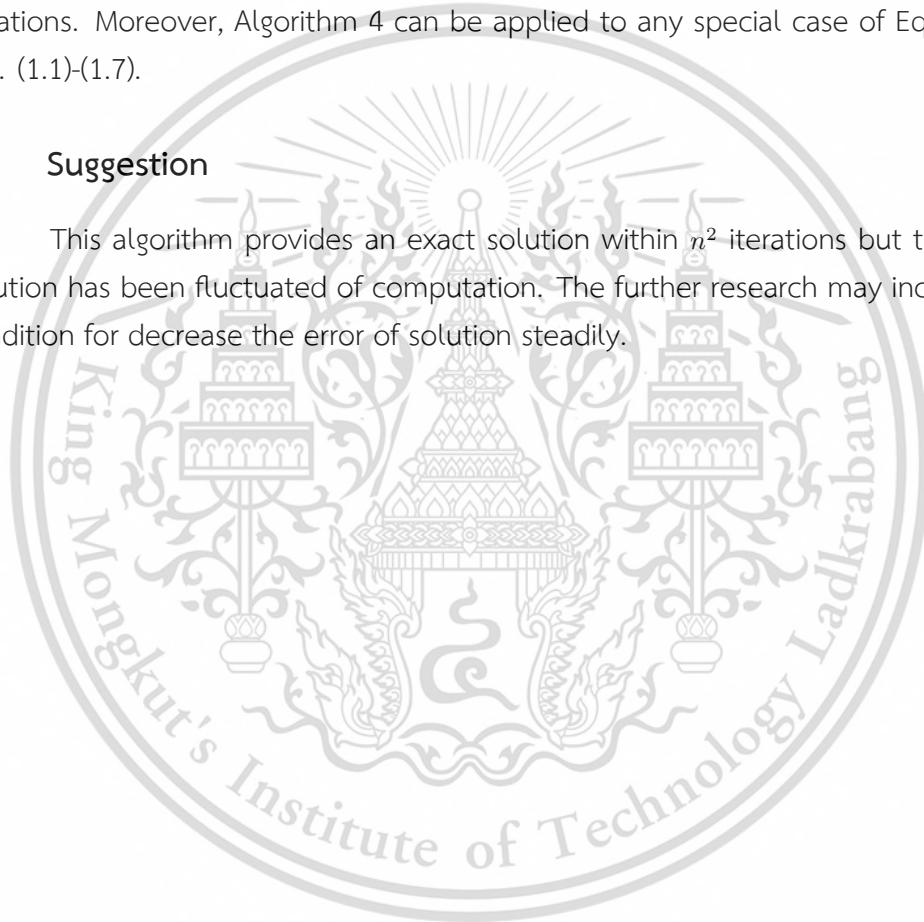 ations. Moreover, Algorithm 4 can be applied to any special case of Eq
. (1.1)-(1.7).
Suggestion
This algorithm provides an exact solution within n² iterations but t
ution has been fluctuated of computation. The further research may inc
dition for decrease the error of solution steadily.
King Mongkut's Institute of Technology Ladkrabang